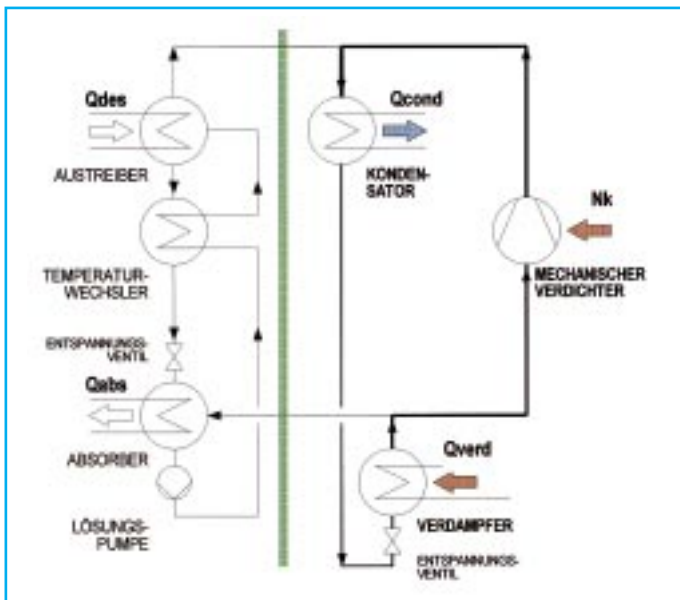 Qdes
AUSTREIBER
TEMPERATUR-
WECHSLER
ENTSPANNUNGS-
VENTIL
Qabs
ABSORBER
LÖSUNGS-
PUMPE
Qcond
KONDEN-
SATOR
Nk
MECHANISCHER
VERDICHTER
Qverd
VERDAMPFER
ENTSPANNUNGS-
VENTIL